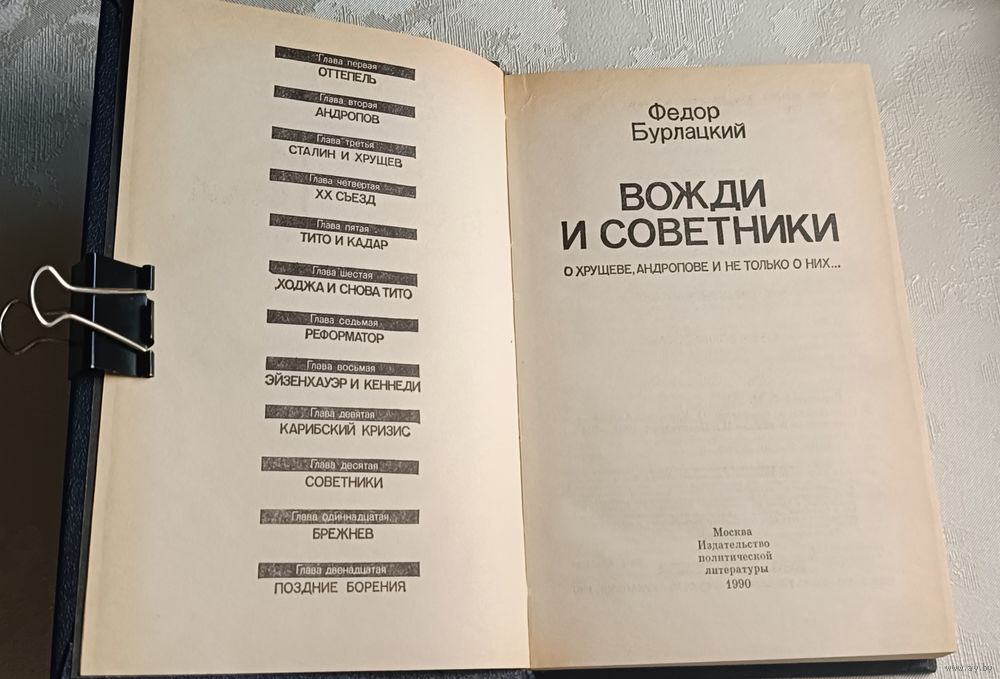 Глава первая
ОТТЕПЕЛЬ
Глава вторая
АНДРОПОВ
Глава третья
СТАЛИН И ХРУЩЕВ
Глава четвертая
XX СЪЕЗД
Глава пятая
ТИТО И КАДАР
Глава шестая
ХОДЖА И СНОВА ТИТО
Глава седьмая
РЕФОРМАТОР
Глава восьмая
ЭЙЗЕНХАУЭР И КЕННЕДИ
Глава девятая
КАРИБСКИЙ КРИЗИС
Глава десятая
СОВЕТНИКИ
Глава одиннадцатая
БРЕЖНЕВ
Глава двенадцатая
ПОЗДНИЕ БОРЕНИЯ
Федор
Бурлацкий
ВОЖДИ
И СОВЕТНИКИ
О ХРУЩЕВЕ, АНДРОПОВЕ И НЕ ТОЛЬКО О НИХ...
Москва
Издательство
политической
литературы
1990
www.ay.by